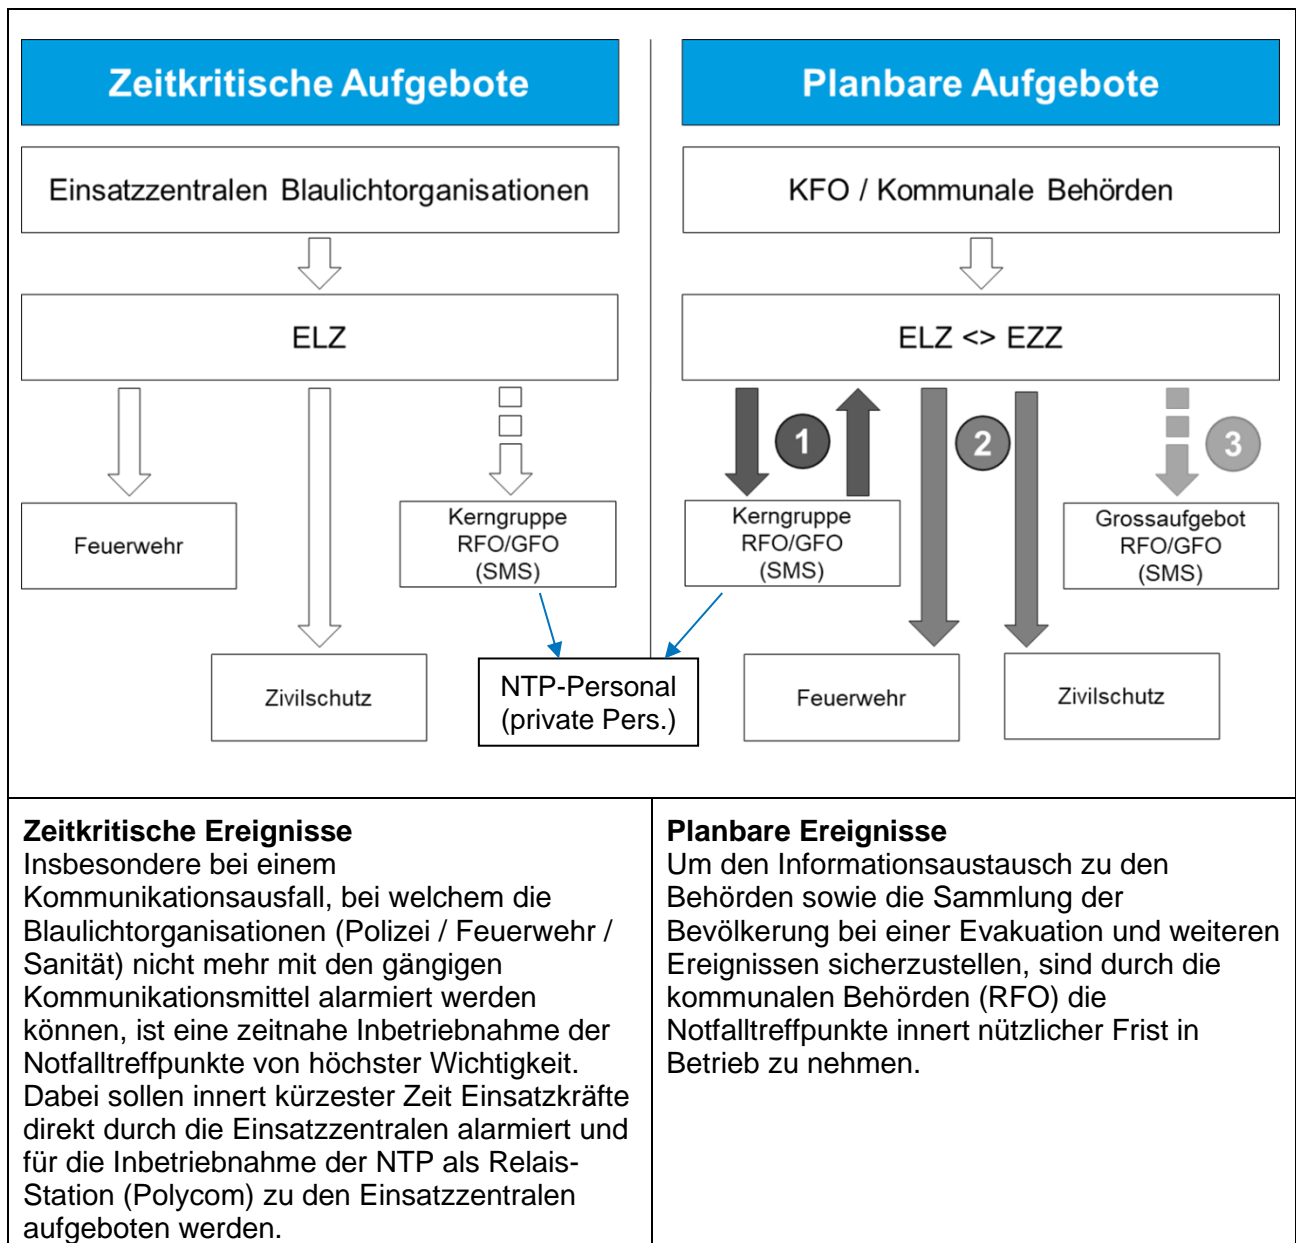 Zeitkritische Aufgebote
Einsatzzentralen Blaulichtorganisationen
ELZ
Feuerwehr
Kerngruppe
RFO/GFO
(SMS)
Zivilschutz
Planbare Aufgebote
KFO / Kommunale Behörden
ELZ <> EZZ
1
2
3
Kerngruppe
RFO/GFO
(SMS)
Grossaufgebot
RFO/GFO
(SMS)
NTP-Personal
(private Pers.)
Feuerwehr
Zivilschutz
Zeitkritische Ereignisse
Insbesondere bei einem
Kommunikationsausfall, bei welchem die
Blaulichtorganisationen (Polizei / Feuerwehr /
Sanität) nicht mehr mit den gängigen
Kommunikationsmittel alarmiert werden
können, ist eine zeitnahe Inbetriebnahme der
Notfalltreffpunkte von höchster Wichtigkeit.
Dabei sollen innert kürzester Zeit Einsatzkräfte
direkt durch die Einsatzzentralen alarmiert und
für die Inbetriebnahme der NTP als Relais-
Station (Polycom) zu den Einsatzzentralen
aufgeboten werden.
Planbare Ereignisse
Um den Informationsaustausch zu den
Behörden sowie die Sammlung der
Bevölkerung bei einer Evakuation und weiteren
Ereignissen sicherzustellen, sind durch die
kommunalen Behörden (RFO) die
Notfalltreffpunkte innert nützlicher Frist in
Betrieb zu nehmen.